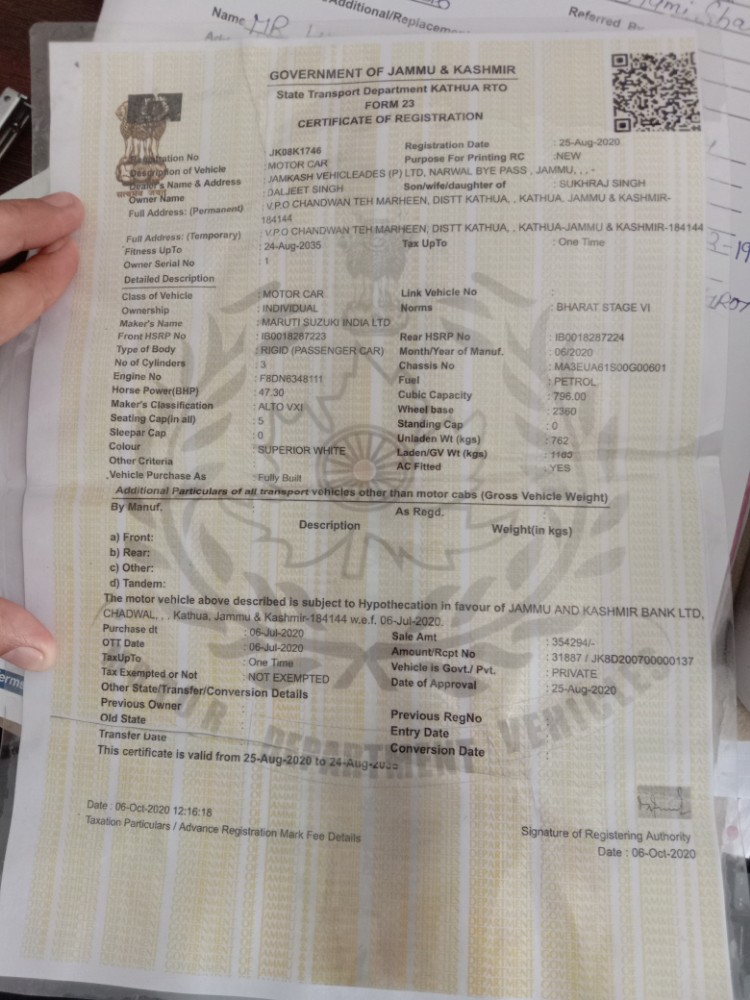 Name MR
Additional/Replacem
Referred B
GOVERNMENT OF JAMMU & KASHMIR
State Transport Department KATHUA RTO
FORM 23
CERTIFICATE OF REGISTRATION
Registration No JK08K1746 Registration Date : 25-Aug-2020
Description of Vehicle : MOTOR CAR Purpose For Printing RC :NEW
Dealer's Name & Address : JAMKASH VEHICLEADES (P) LTD, NARWAL BYE PASS , JAMMU, , , -
Owner Name : DALJEET SINGH Son/wife/daughter of : SUKHRAJ SINGH
Full Address: (Permanent) V.P.O CHANDWAN TEH MARHEEN, DISTT KATHUA, , KATHUA, JAMMU & KASHMIR-
184144
Full Address: (Temporary) V.P.O CHANDWAN TEH MARHEEN, DISTT KATHUA, , KATHUA-JAMMU & KASHMIR-184144
Fitness UpTo : 24-Aug-2035 Tax UpTo : One Time
Owner Serial No : 1
Detailed Description
Class of Vehicle : MOTOR CAR Link Vehicle No :
Ownership : INDIVIDUAL Norms : BHARAT STAGE VI
Maker's Name : MARUTI SUZUKI INDIA LTD
Front HSRP No : IB0018287223 Rear HSRP No : IB0018287224
Type of Body : RIGID (PASSENGER CAR) Month/Year of Manuf. : 06/2020
No of Cylinders : 3 Chassis No : MA3EUA61S00G00601
Engine No : F8DN6348111 Fuel : PETROL
Horse Power(BHP) : 47.30 Cubic Capacity : 796.00
Maker's Classification : ALTO VXI Wheel base : 2360
Seating Cap(in all) : 5 Standing Cap : 0
Sleepar Cap : 0 Unladen Wt (kgs) : 762
Colour : SUPERIOR WHITE Laden/GV Wt (kgs) : 1185
Other Criteria AC Fitted : YES
Vehicle Purchase As : Fully Built
Additional Particulars of all transport vehicles other than motor cabs (Gross Vehicle Weight)
By Manuf. : As Regd. :
Description Weight(in kgs)
a) Front:
b) Rear:
c) Other:
d) Tandem:
The motor vehicle above described is subject to Hypothecation in favour of JAMMU AND KASHMIR BANK LTD,
CHADWAL, , , Kathua, Jammu & Kashmir-184144 w.e.f. 06-Jul-2020.
Purchase dt : 06-Jul-2020 Sale Amt : 354294/-
OTT Date : 06-Jul-2020 Amount/Rcpt No : 31887 / JK8D200700000137
TaxUpTo : One Time Vehicle is Govt./ Pvt. : PRIVATE
Tax Exempted or Not : NOT EXEMPTED Date of Approval : 25-Aug-2020
Other State/Transfer/Conversion Details
Previous Owner : Previous RegNo :
Old State : Entry Date :
Transfer Date : Conversion Date :
This certificate is valid from 25-Aug-2020 to 24-Aug-2035
DEPARTMENT VEHICLES
Date : 06-Oct-2020 12:16:18
Taxation Particulars / Advance Registration Mark Fee Details
Signature of Registering Authority
Date : 06-Oct-2020